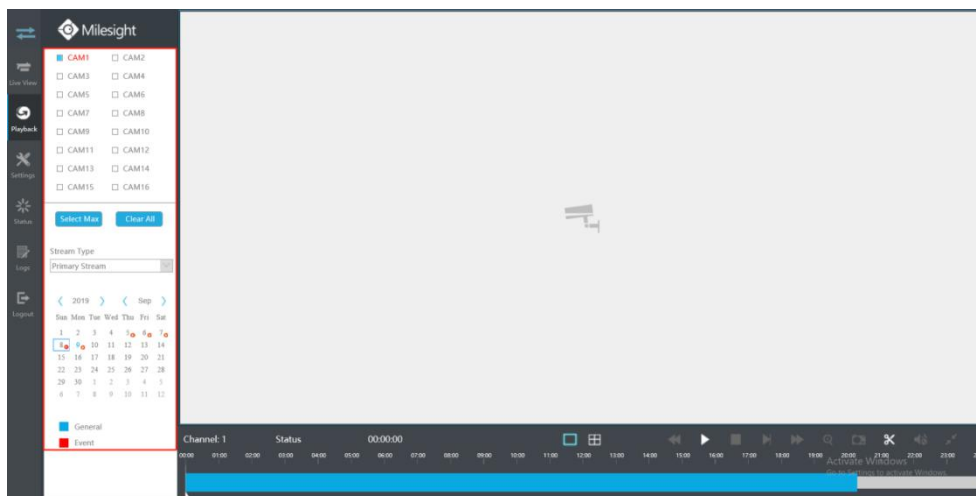 Milesight
CAM1 CAM2
CAM3 CAM4
CAM5 CAM6
CAM7 CAM8
CAM9 CAM10
CAM11 CAM12
CAM13 CAM14
CAM15 CAM16
Live View
Playback
Settings
Status
Logs
Logout
Select Max Clear All
Stream Type
Primary Stream
2019 Sep
Sun Mon Tue Wed Thu Fri Sat
1 2 3 4 5 6 7
8 9 10 11 12 13 14
15 16 17 18 19 20 21
22 23 24 25 26 27 28
29 30 1 2 3 4 5
6 7 8 9 10 11 12
General
Event
Channel: 1 Status 00:00:00
00:00 01:00 02:00 03:00 04:00 05:00 06:00 07:00 08:00 09:00 10:00 11:00 12:00 13:00 14:00 15:00 16:00 17:00 18:00 19:00 20:00 21:00 22:00 23:00
Activate Windows
Go to Settings to activate Windows.